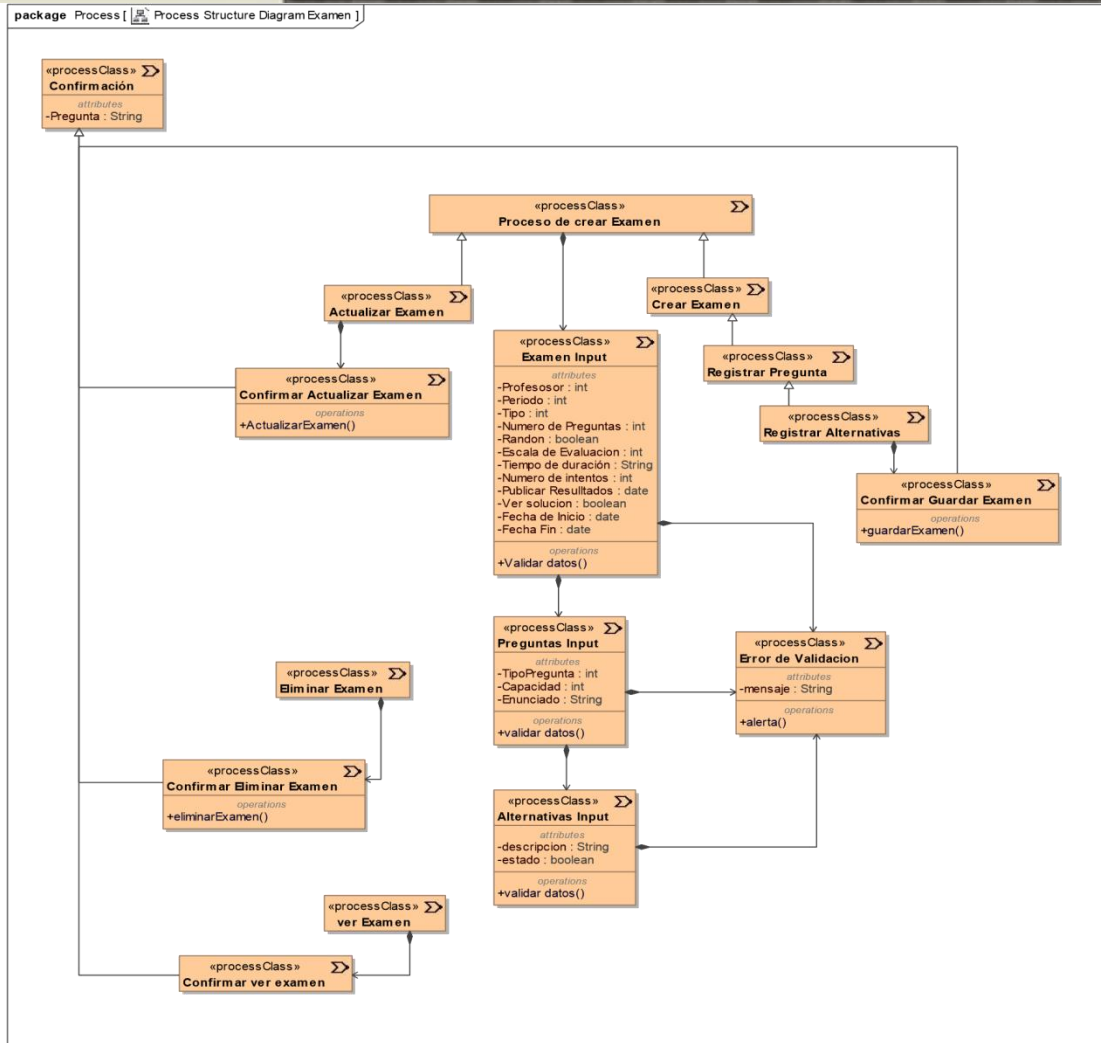 package Process [ Process Structure Diagram Examen ]
«processClass»
Confirmación
attributes
-Pregunta : String
«processClass»
Proceso de crear Examen
«processClass»
Actualizar Examen
«processClass»
Crear Examen
«processClass»
Examen Input
attributes
-Profesosor : int
-Periodo : int
-Tipo : int
-Numero de Preguntas : int
-Randon : boolean
-Escala de Evaluacion : int
-Tiempo de duración : String
-Numero de intentos : int
-Publicar Resulltados : date
-Ver solucion : boolean
-Fecha de Inicio : date
-Fecha Fin : date
operations
+Validar datos()
«processClass»
Registrar Pregunta
«processClass»
Confirmar Actualizar Examen
operations
+ActualizarExamen()
«processClass»
Registrar Alternativas
«processClass»
Confirmar Guardar Examen
operations
+guardarExamen()
«processClass»
Preguntas Input
attributes
-TipoPregunta : int
-Capacidad : int
-Enunciado : String
operations
+validar datos()
«processClass»
Error de Validacion
attributes
-mensaje : String
operations
+alerta()
«processClass»
Eliminar Examen
«processClass»
Confirmar Eliminar Examen
operations
+eliminarExamen()
«processClass»
Alternativas Input
attributes
-descripcion : String
-estado : boolean
operations
+validar datos()
«processClass»
ver Examen
«processClass»
Confirmar ver examen